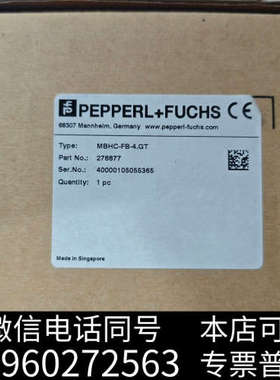 PEPPERL+FUCHS CE
68307 Mannheim, Germany www.pepperl-fuchs.com
Type: MBHC-FB-4.GT
Part No.: 276877
Ser.No.: 40000105055365
Quantity: 1 pc
Made in Singapore
微信电话同号 本店可
960272563 专票普票